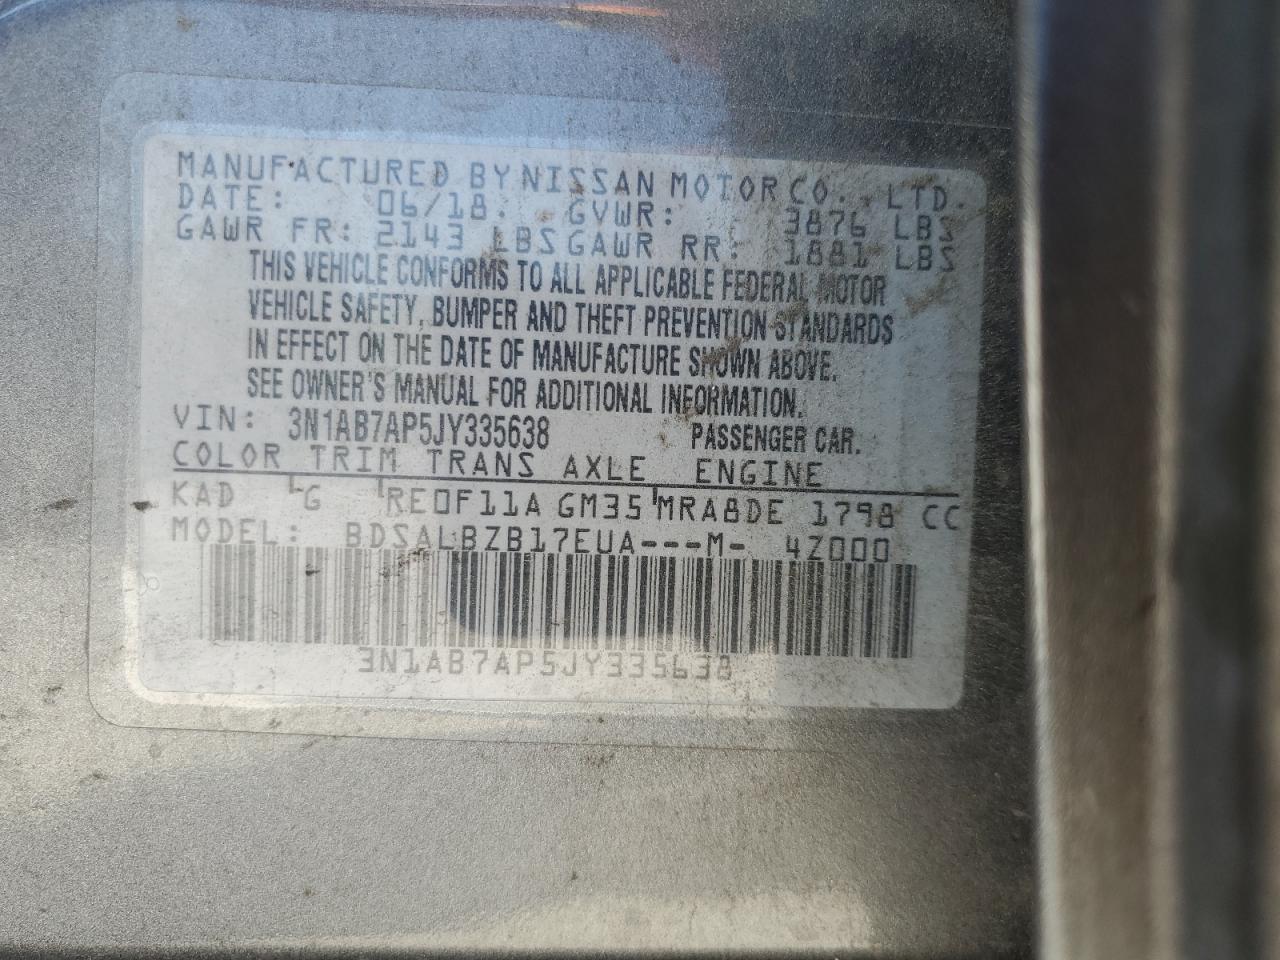 MANUFACTURED BY NISSAN MOTOR CO., LTD.
DATE: 06/18. GVWR: 3876 LBS
GAWR FR: 2143 LBS GAWR RR: 1881 LBS
THIS VEHICLE CONFORMS TO ALL APPLICABLE FEDERAL MOTOR
VEHICLE SAFETY, BUMPER AND THEFT PREVENTION STANDARDS
IN EFFECT ON THE DATE OF MANUFACTURE SHOWN ABOVE.
SEE OWNER'S MANUAL FOR ADDITIONAL INFORMATION.
VIN: 3N1AB7AP5JY335638 PASSENGER CAR.
COLOR TRIM TRANS AXLE ENGINE
KAD G RE0F11A GM35 MRA8DE 1798 CC
MODEL: BDSALBZB17EUA---M- 4Z000
3N1AB7AP5JY335638